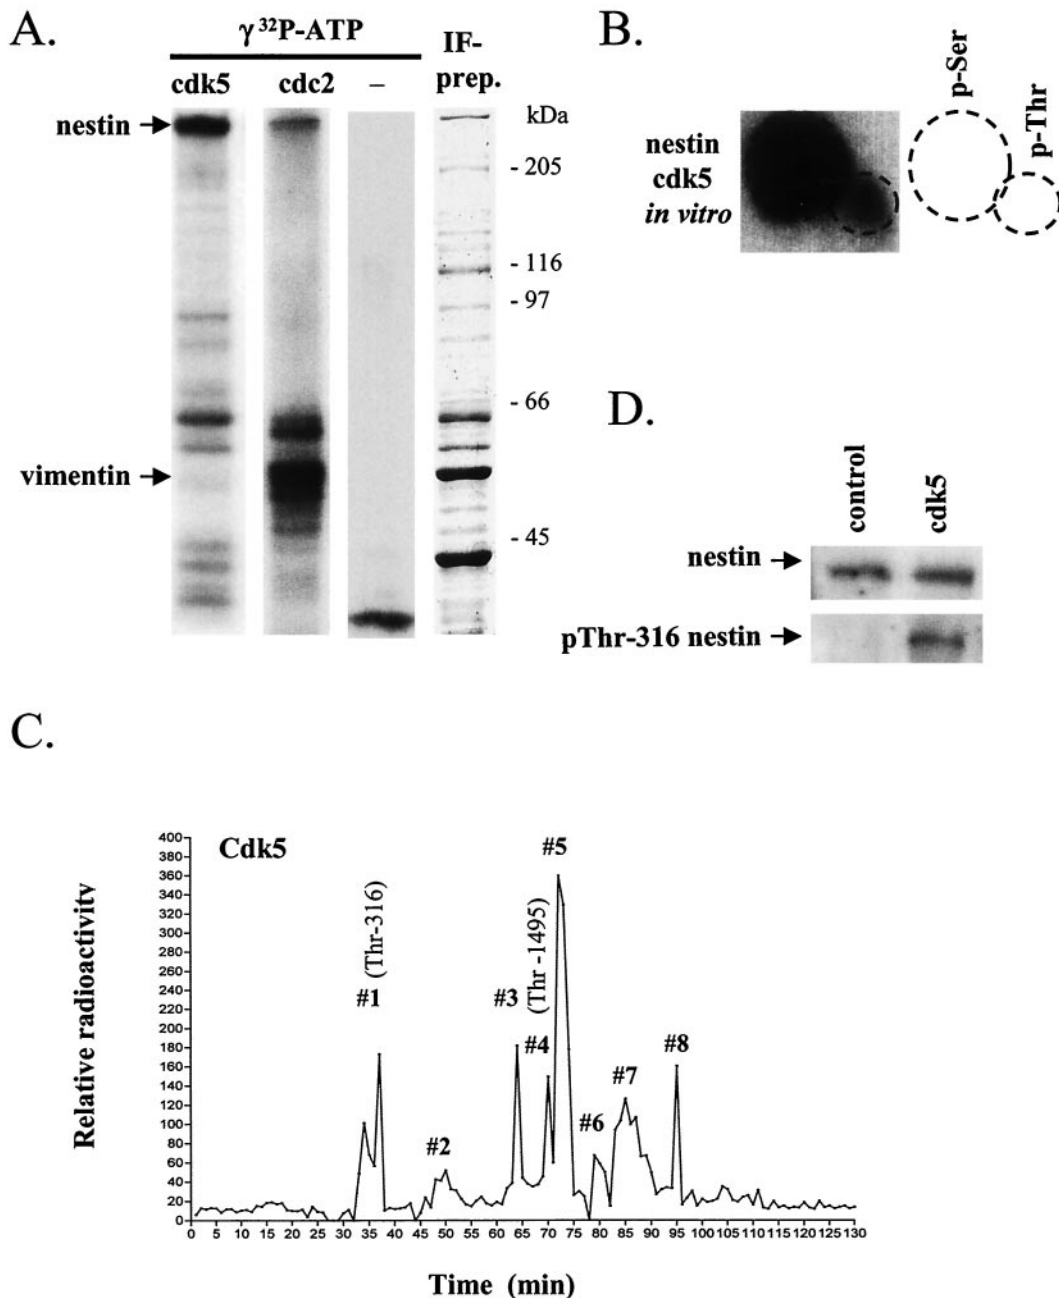 A.
γ ³²P-ATP
cdk5
cdc2
–
IF-
prep.
nestin
vimentin
kDa
- 205
- 116
- 97
- 66
- 45
B.
nestin
cdk5
in vitro
p-Ser
p-Thr
D.
control
cdk5
nestin
pThr-316 nestin
C.
Cdk5
Relative radioactivity
400
380
360
340
320
300
280
260
240
220
200
180
160
140
120
100
80
60
40
20
0
#1
(Thr-316)
#2
#3
#4
(Thr -1495)
#5
#6
#7
#8
0 5 10 15 20 25 30 35 40 45 50 55 60 65 70 75 80 85 90 95 100 105 110 115 120 125 130
Time (min)